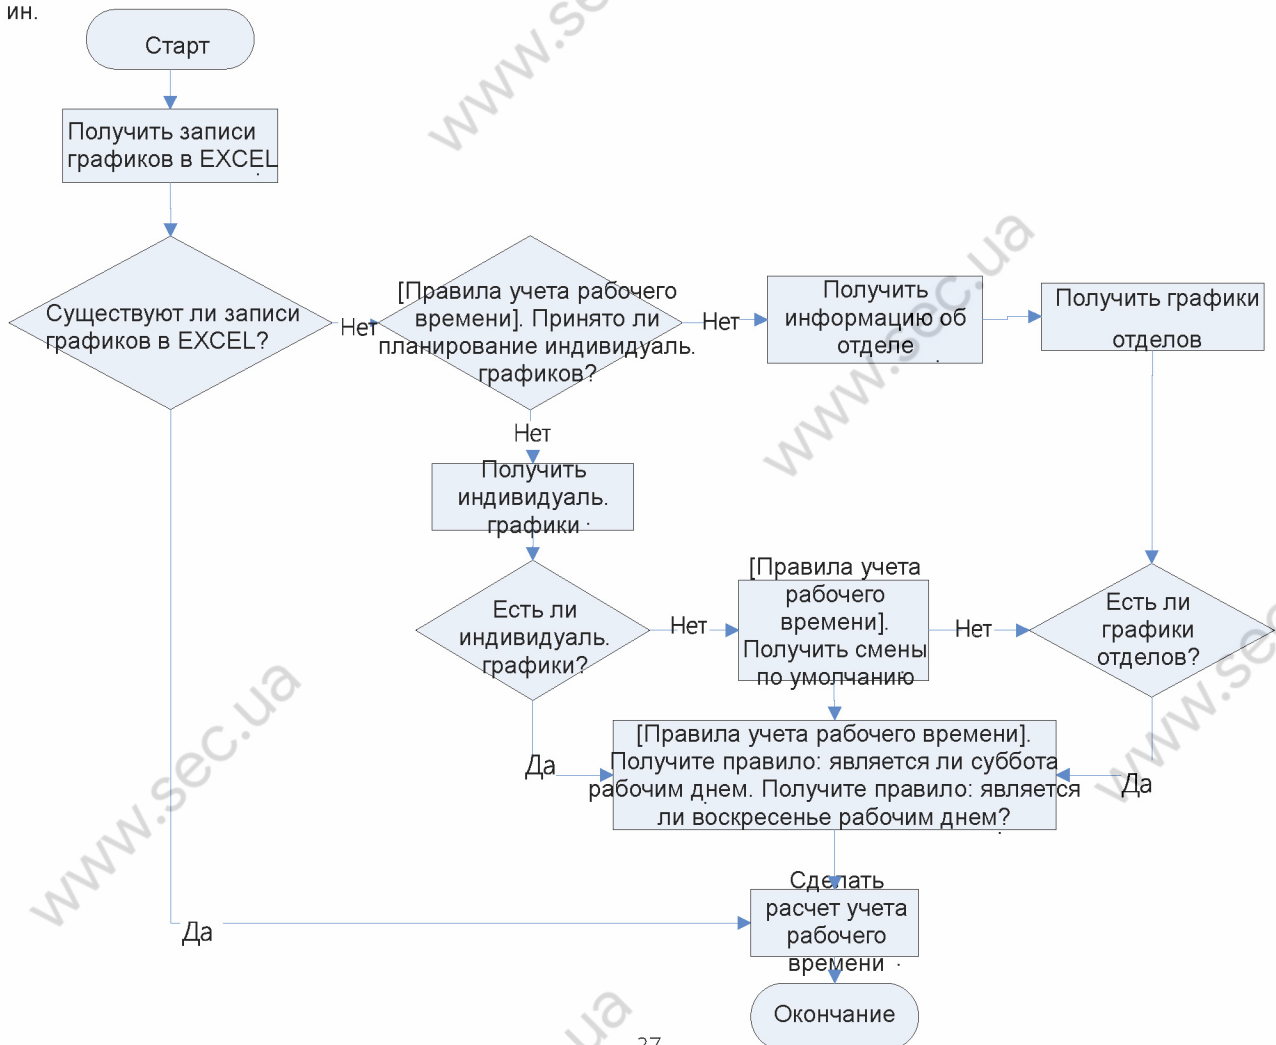 ин.
Старт
Получить записи
графиков в EXCEL
Существуют ли записи
графиков в EXCEL?
Нет
[Правила учета рабочего
времени]. Принято ли
планирование индивидуаль.
графиков?
Нет
Получить
информацию об
отделе
Получить графики
отделов
Нет
Получить
индивидуаль.
графики
Есть ли
индивидуаль.
графики?
Нет
[Правила учета
рабочего
времени].
Получить смены
по умолчанию
Нет
Есть ли
графики
отделов?
Да
[Правила учета рабочего времени].
Получите правило: является ли суббота
рабочим днем. Получите правило: является
ли воскресенье рабочим днем?
Да
Сделать
расчет учета
рабочего
времени
Да
Окончание
www.sec.ua
www.sec.ua